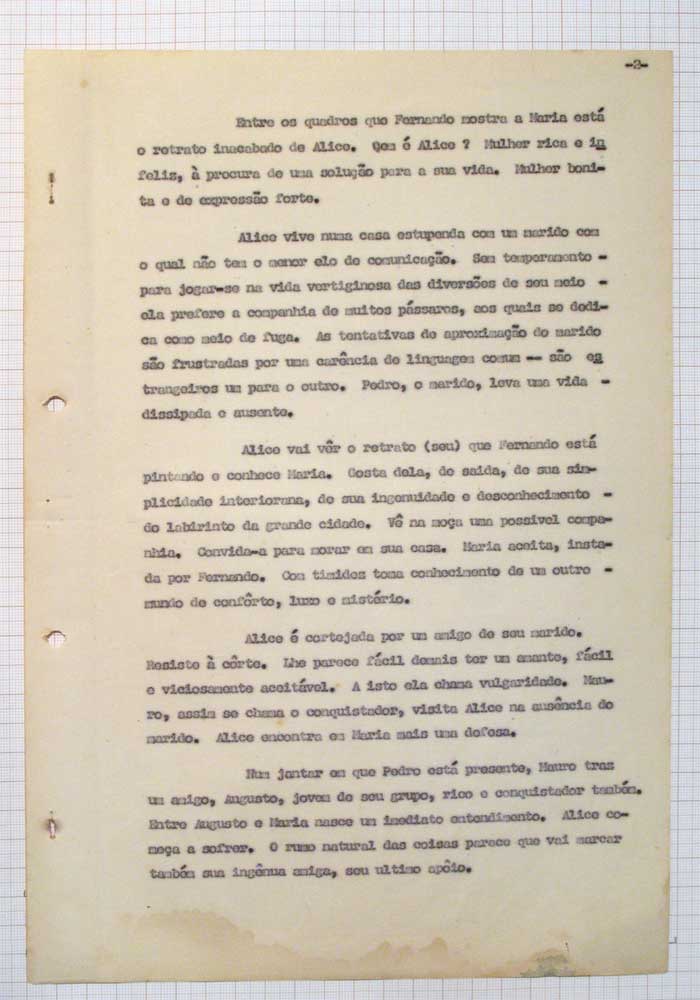 -2-
Entre os quadros que Fernando mostra a Maria está
o retrato inacabado de Alice. Qem é Alice ? Mulher rica e in
feliz, à procura de uma solução para a sua vida. Mulher boni-
ta e de expressão forte.
Alice vive numa casa estupenda com um marido com
o qual não tem o menor elo de comunicação. Sem temperamento -
para jogar-se na vida vertiginosa das diversões de seu meio -
ela prefere a companhia de muitos pássaros, aos quais se dedi-
ca como meio de fuga. As tentativas de aproximação do marido
são frustradas por uma carência de linguagem comum -- são es
trangeiros um para o outro. Pedro, o marido, leva uma vida -
dissipada e ausente.
Alice vai vêr o retrato (seu) que Fernando está
pintando e conhece Maria. Gosta dela, de saida, de sua sim-
plicidade interiorana, de sua ingenuidade e desconhecimento -
do labirinto da grande cidade. Vê na moça uma possivel compa-
nhia. Convida-a para morar em sua casa. Maria aceita, insta-
da por Fernando. Com timidez toma conhecimento de um outro -
mundo de confôrto, luxo e mistério.
Alice é cortejada por um amigo de seu marido.
Resiste à côrte. Lhe parece fácil demais ter um amante, fácil
e viciosamente aceitável. A isto ela chama vulgaridade. Mau-
ro, assim se chama o conquistador, visita Alice na ausência do
marido. Alice encontra em Maria mais uma defesa.
Num jantar em que Pedro está presente, Mauro traz
um amigo, Augusto, jovem de seu grupo, rico e conquistador também.
Entre Augusto e Maria nasce um imediato entendimento. Alice co-
meça a sofrer. O rumo natural das coisas parece que vai marcar
também sua ingênua amiga, seu ultimo apôio.